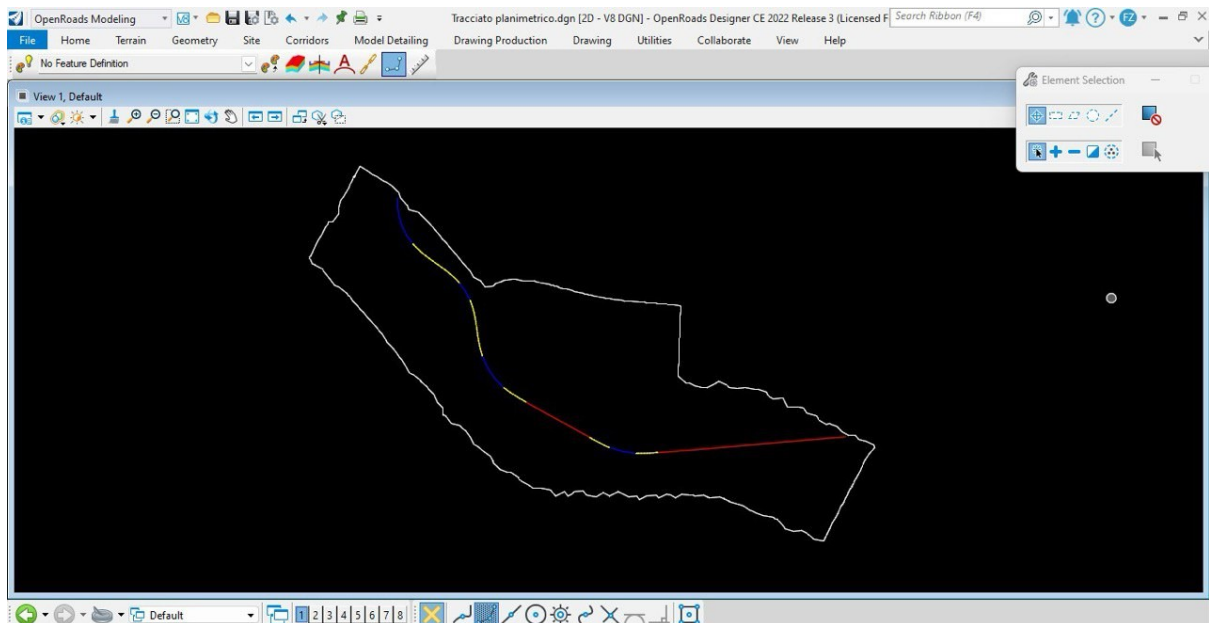 OpenRoads Modeling
Tracciato planimetrico.dgn [2D - V8 DGN] - OpenRoads Designer CE 2022 Release 3 (Licensed F
Search Ribbon (F4)
FZ
File Home Terrain Geometry Site Corridors Model Detailing Drawing Production Drawing Utilities Collaborate View Help
No Feature Definition
Element Selection
View 1, Default
Default
1 2 3 4 5 6 7 8